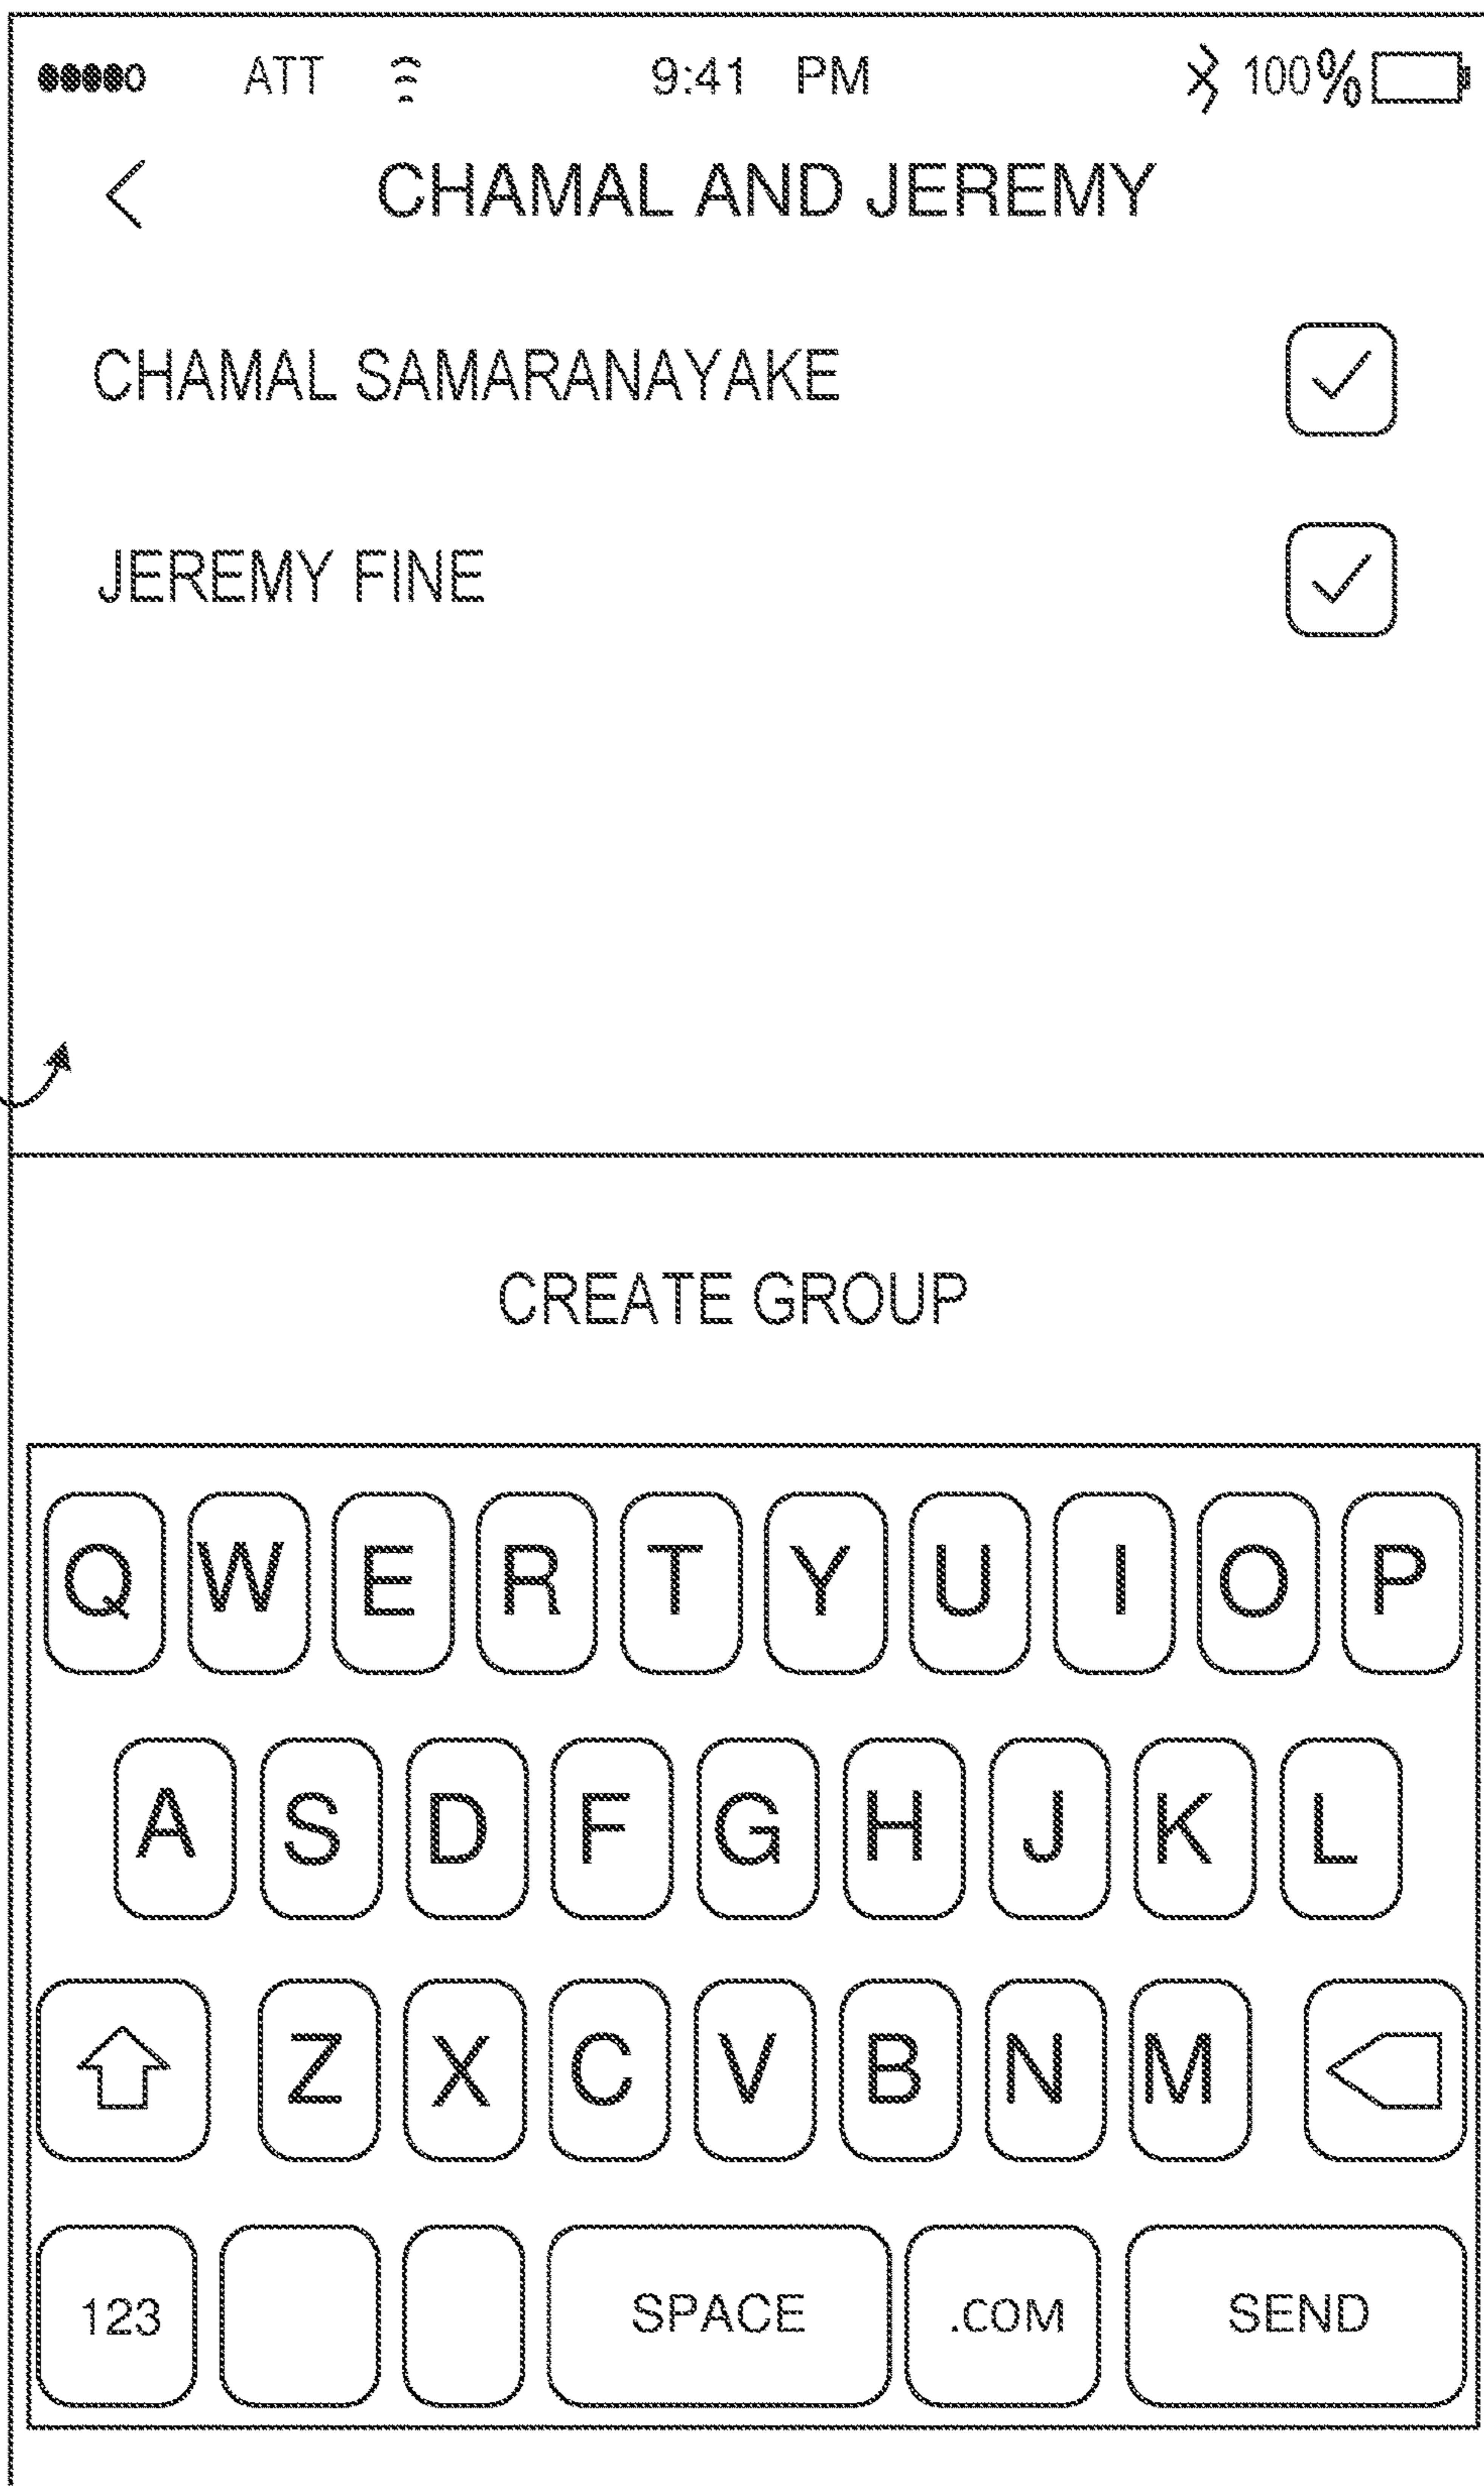 ATT 9:41 PM 100%
CHAMAL AND JEREMY
CHAMAL SAMARANAYAKE
JEREMY FINE
CREATE GROUP
Q W E R T Y U I O P
A S D F G H J K L
Z X C V B N M
123 SPACE .COM SEND